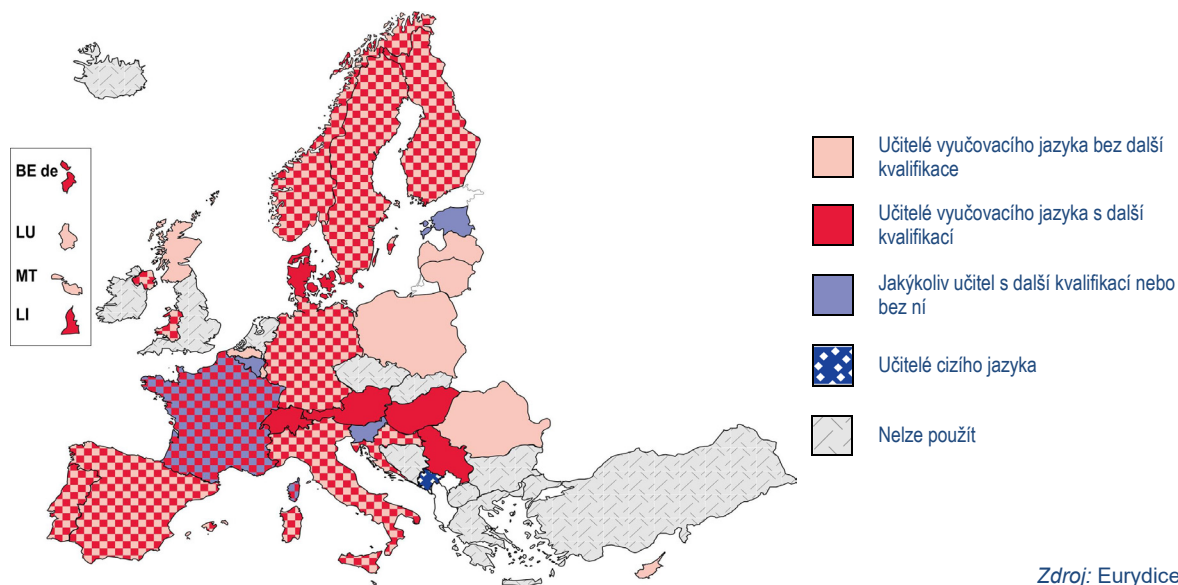 BE de
LU
MT
LI
Učitelé vyučovacího jazyka bez další
kvalifikace
Učitelé vyučovacího jazyka s další
kvalifikací
Jakýkoliv učitel s další kvalifikací nebo
bez ní
Učitelé cizího jazyka
Nelze použít
Zdroj: Eurydice